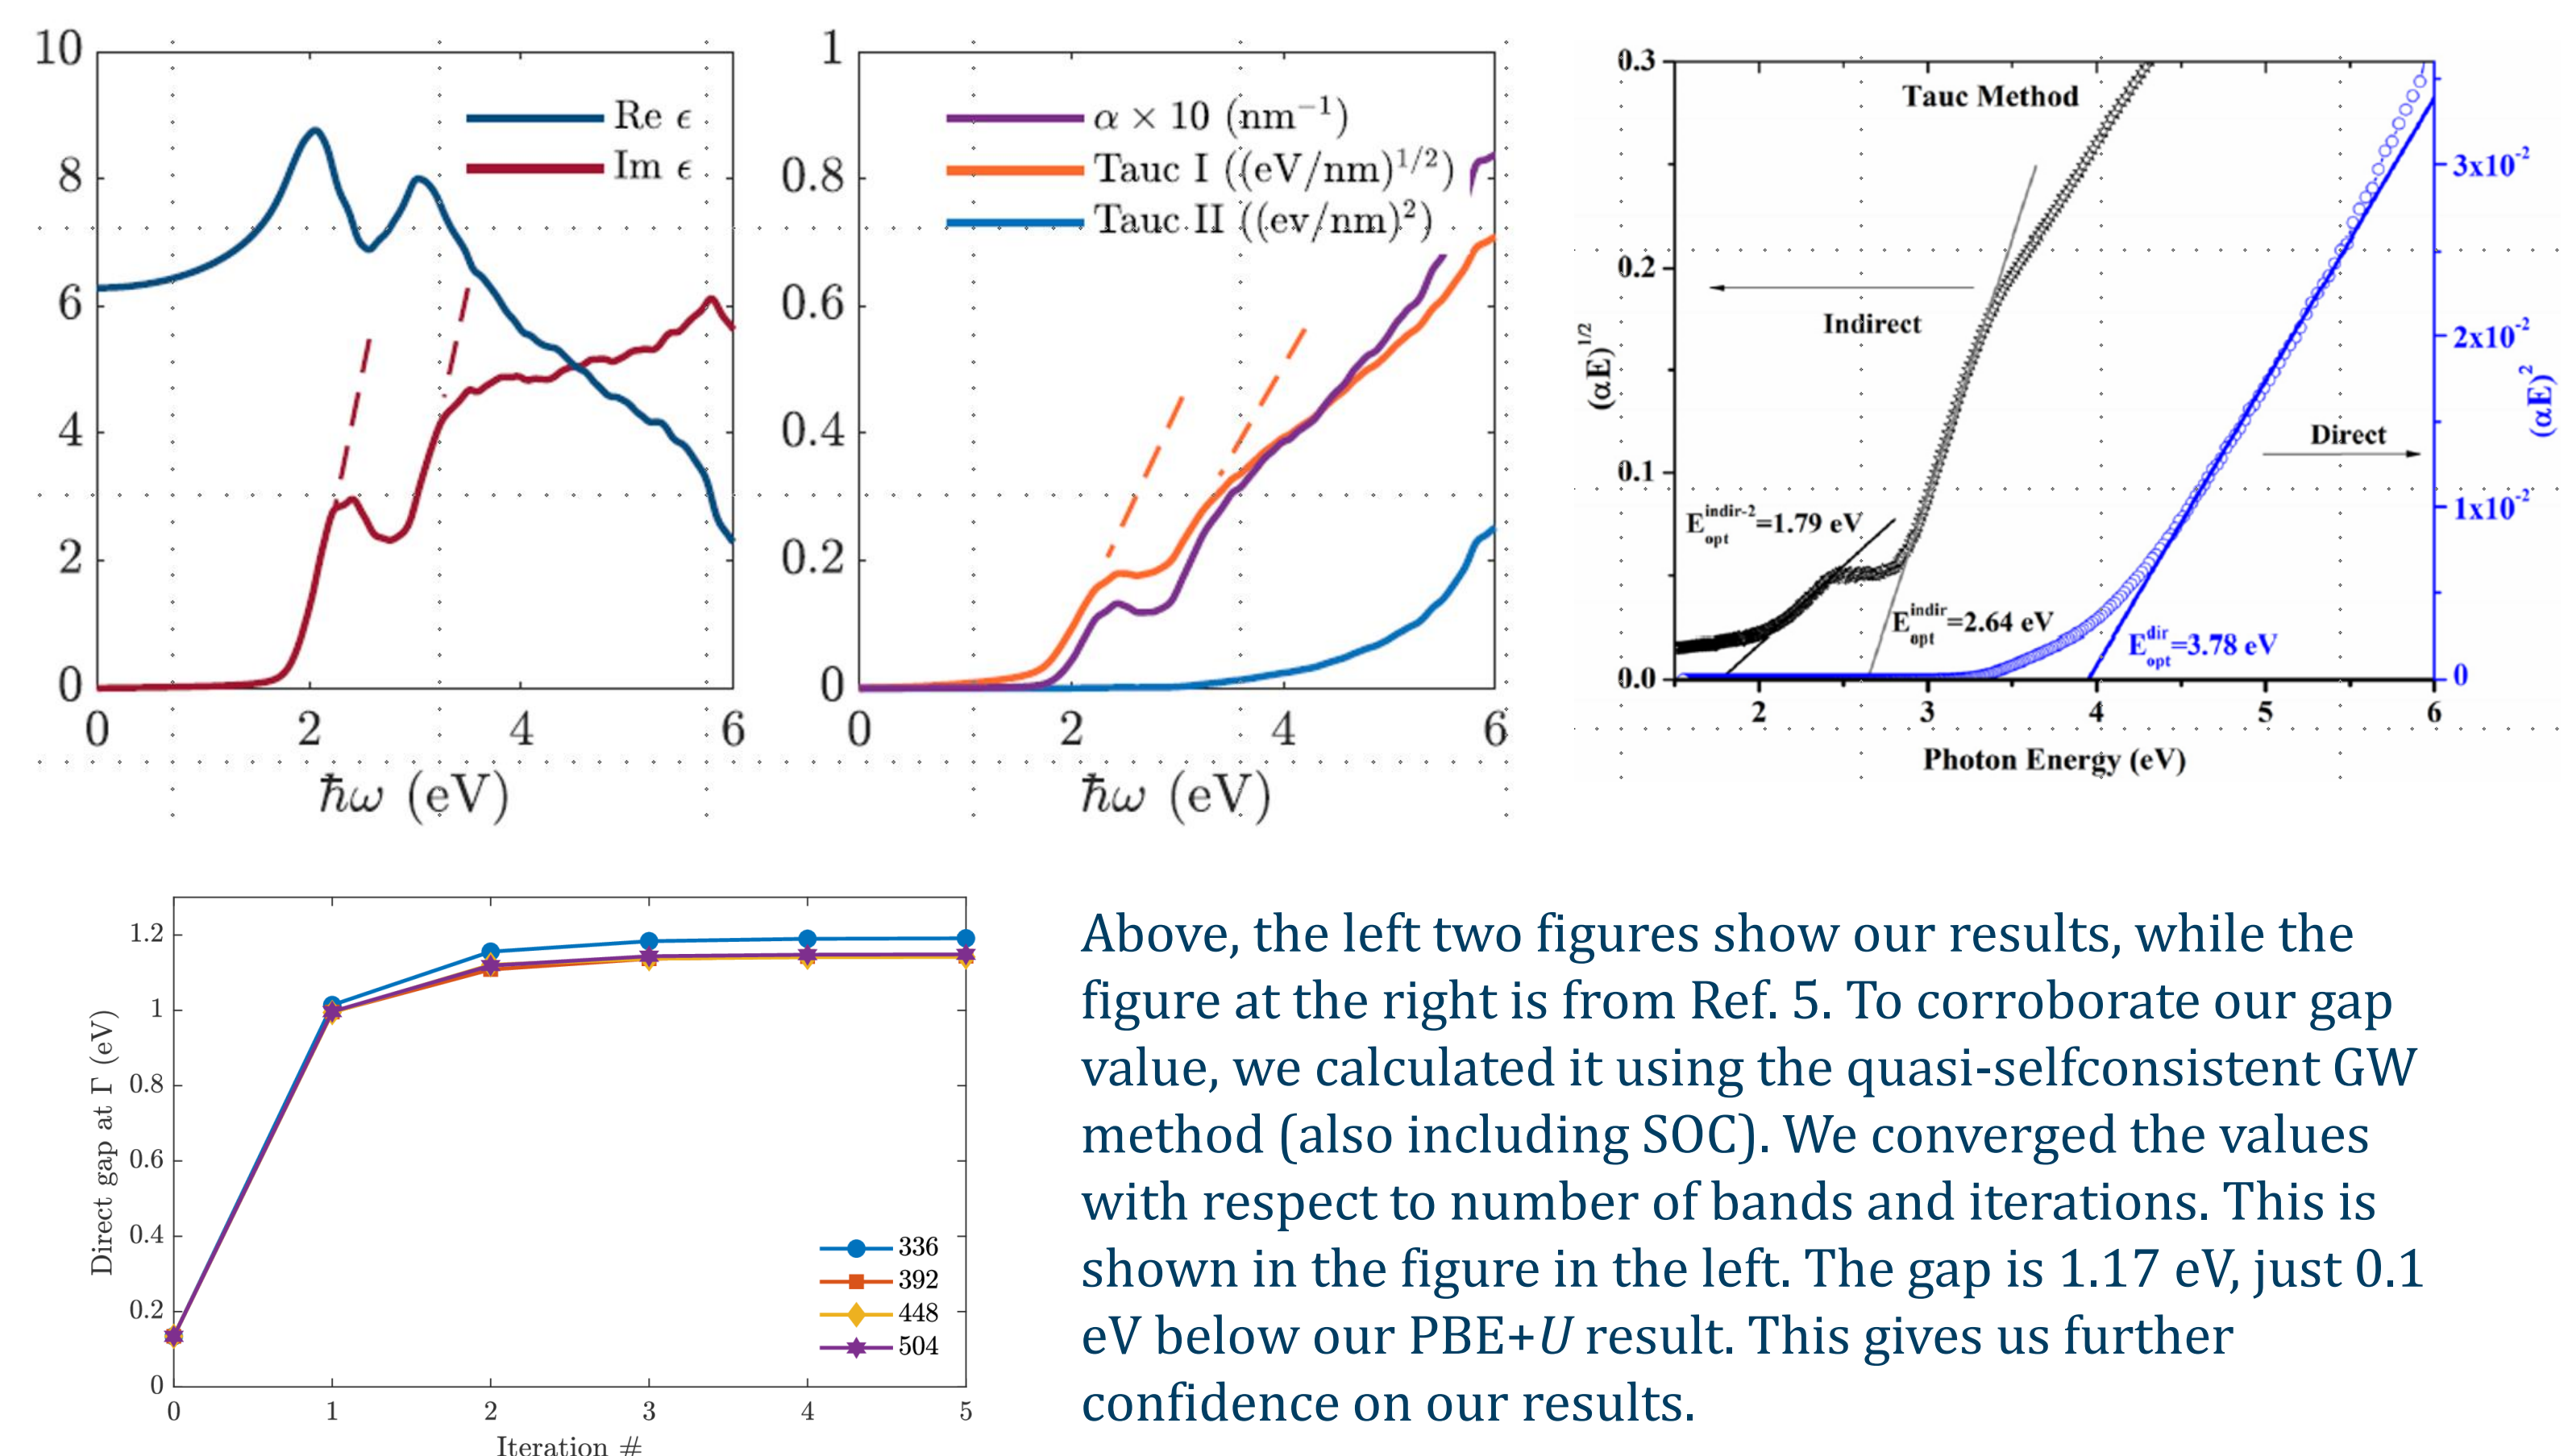 10
8
6
4
2
0
0 2 4 6
ħω (eV)
Re ϵ
Im ϵ
1
0.8
0.6
0.4
0.2
0
0 2 4 6
ħω (eV)
α × 10 (nm⁻¹)
Tauc I ((eV/nm)^1/2)
Tauc II ((ev/nm)²)
0.3
0.2
0.1
0.0
(αE)^1/2
Tauc Method
Indirect
Direct
E_opt^indir-2=1.79 eV
E_opt^indir=2.64 eV
E_opt^dir=3.78 eV
3x10⁻²
2x10⁻²
1x10⁻²
0
(αE)²
2 3 4 5 6
Photon Energy (eV)
1.2
1
0.8
0.6
0.4
0.2
0
Direct gap at Γ (eV)
336
392
448
504
0 1 2 3 4 5
Iteration #
Above, the left two figures show our results, while the
figure at the right is from Ref. 5. To corroborate our gap
value, we calculated it using the quasi-selfconsistent GW
method (also including SOC). We converged the values
with respect to number of bands and iterations. This is
shown in the figure in the left. The gap is 1.17 eV, just 0.1
eV below our PBE+U result. This gives us further
confidence on our results.